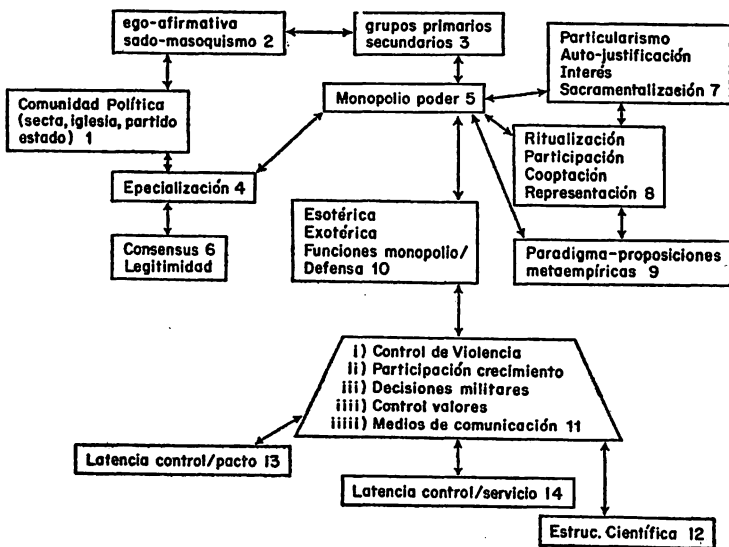 ego-afirmativa
sado-masoquismo 2
grupos primarios
secundarios 3
Particularismo
Auto-justificación
Interés
Sacramentalización 7
Comunidad Política
(secta, iglesia, partido
estado) 1
Monopolio poder 5
Ritualización
Participación
Cooptación
Representación 8
Epecialización 4
Esotérica
Exotérica
Funciones monopolio/
Defensa 10
Consensus 6
Legitimidad
Paradigma-proposiciones
metaempíricas 9
i) Control de Violencia
ii) Participación crecimiento
iii) Decisiones militares
iiii) Control valores
iiiii) Medios de comunicación 11
Latencia control/pacto 13
Latencia control/servicio 14
Estruc. Científica 12